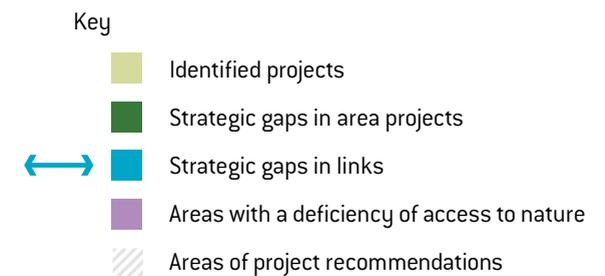 Key
Identified projects
Strategic gaps in area projects
Strategic gaps in links
Areas with a deficiency of access to nature
Areas of project recommendations